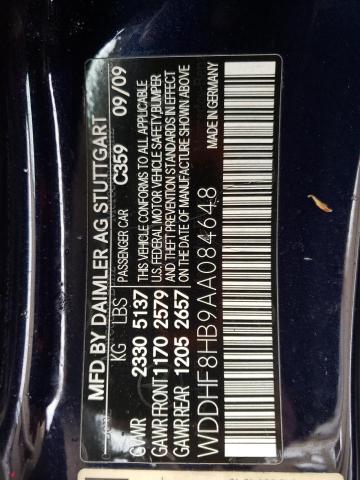 MFD BY DAIMLER AG STUTTGART
KG LBS PASSENGER CAR C359 09/09
GVWR 2330 5137
GAWR FRONT 1170 2579
GAWR REAR 1205 2657
THIS VEHICLE CONFORMS TO ALL APPLICABLE
U.S. FEDERAL MOTOR VEHICLE SAFETY, BUMPER
AND THEFT PREVENTION STANDARDS IN EFFECT
ON THE DATE OF MANUFACTURE SHOWN ABOVE
WDDHF8HB9AA084648
MADE IN GERMANY